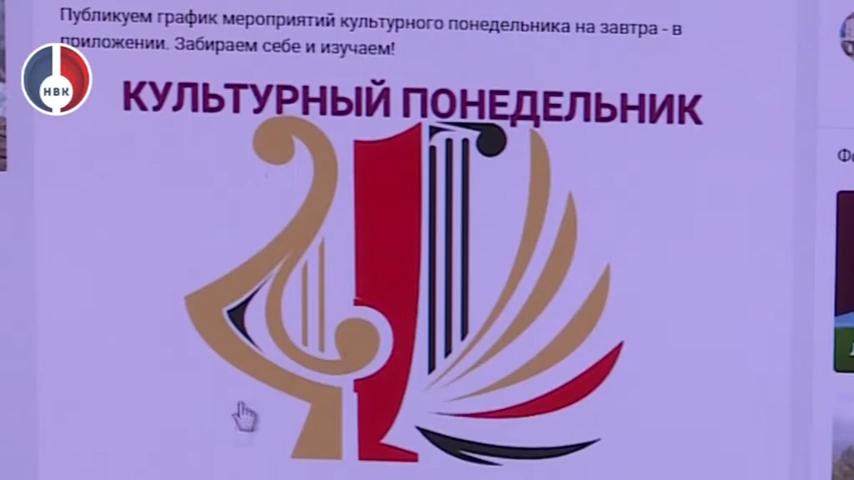 Публикуем график мероприятий культурного понедельника на завтра - в
приложении. Забираем себе и изучаем!
НВК
КУЛЬТУРНЫЙ ПОНЕДЕЛЬНИК